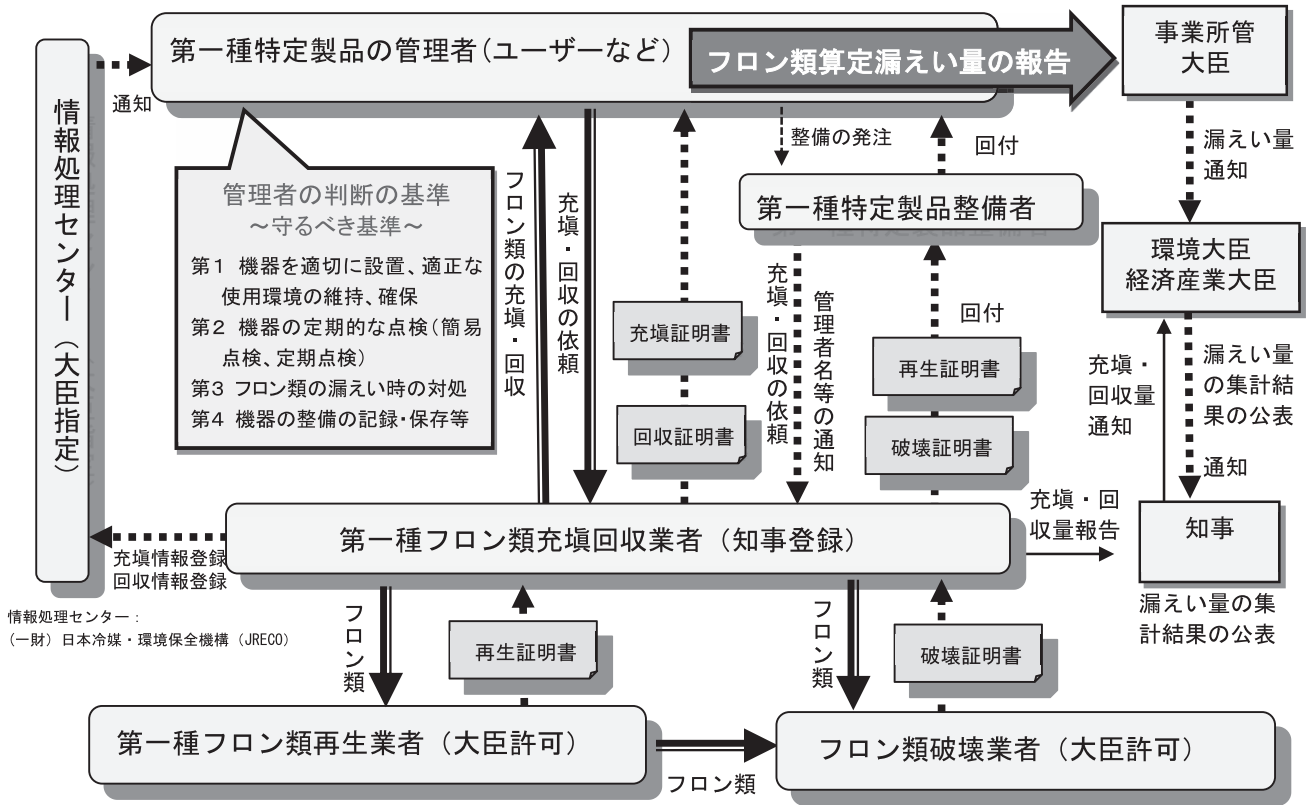 第一種特定製品の管理者（ユーザーなど）
フロン類算定漏えい量の報告
事業所管
大臣
情報処理センター（大臣指定）
通知
管理者の判断の基準
～守るべき基準～
第1 機器を適切に設置、適正な
使用環境の維持、確保
第2 機器の定期的な点検（簡易
点検、定期点検）
第3 フロン類の漏えい時の対処
第4 機器の整備の記録・保存等
フロン類の充塡・回収
充塡・回収の依頼
充塡証明書
回収証明書
整備の発注
回付
第一種特定製品整備者
充塡・回収の依頼
管理者名等の通知
回付
再生証明書
破壊証明書
漏えい量
通知
環境大臣
経済産業大臣
充塡・
回収量
通知
漏えい量
の集計結
果の公表
通知
知事
漏えい量の集
計結果の公表
充塡・回
収量報告
第一種フロン類充塡回収業者（知事登録）
充塡情報登録
回収情報登録
情報処理センター：
（一財）日本冷媒・環境保全機構（JRECO）
フロン類
再生証明書
フロン類
破壊証明書
第一種フロン類再生業者（大臣許可）
フロン類
フロン類破壊業者（大臣許可）